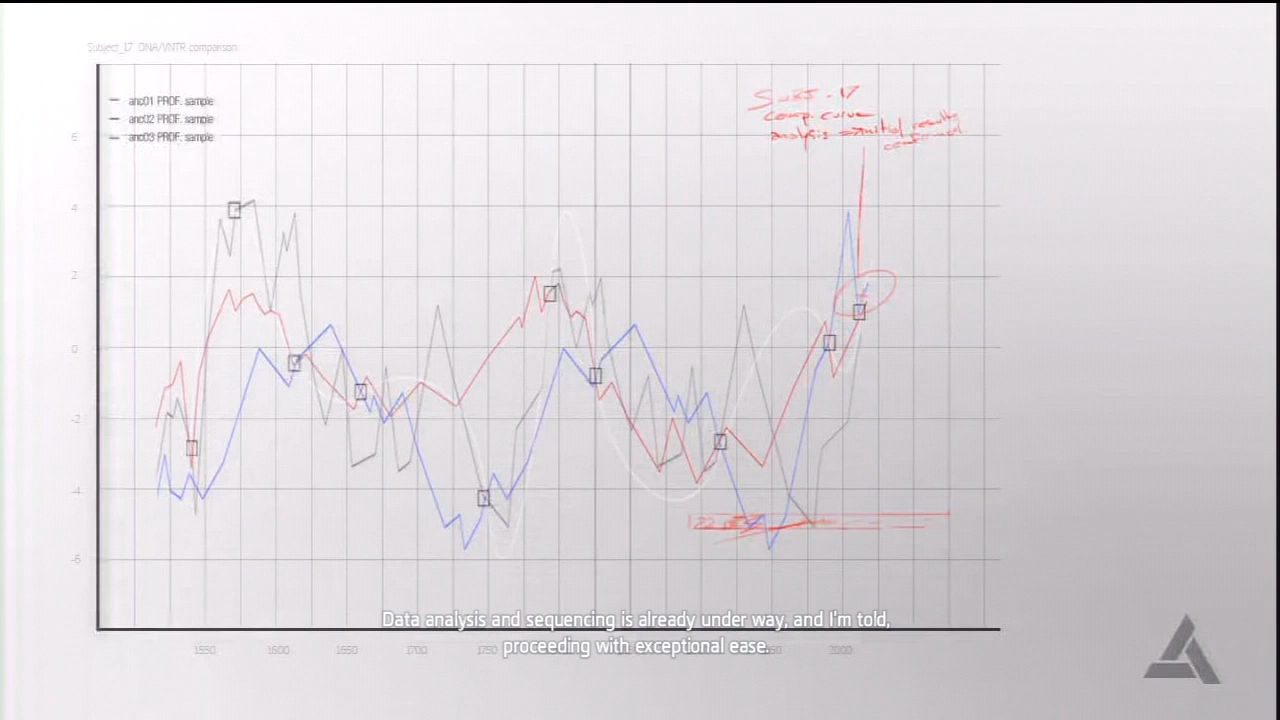 Subject_17 DNA/VNTR comparison
anc01 PROF. sample
anc02 PROF. sample
anc03 PROF. sample
SUBJ-17
comp. curve
analysis → initial results
confirmed
6
4
2
0
-2
-4
-6
1550
1600
1650
1700
1750
2000
Data analysis and sequencing is already under way, and I'm told,
proceeding with exceptional ease.